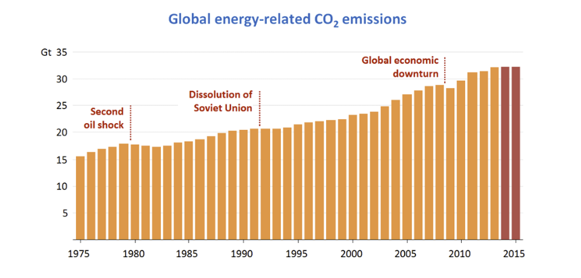 Global energy-related CO₂ emissions
Gt 35
30
25
20
15
10
5
Second
oil shock
Dissolution of
Soviet Union
Global economic
downturn
1975 1980 1985 1990 1995 2000 2005 2010 2015